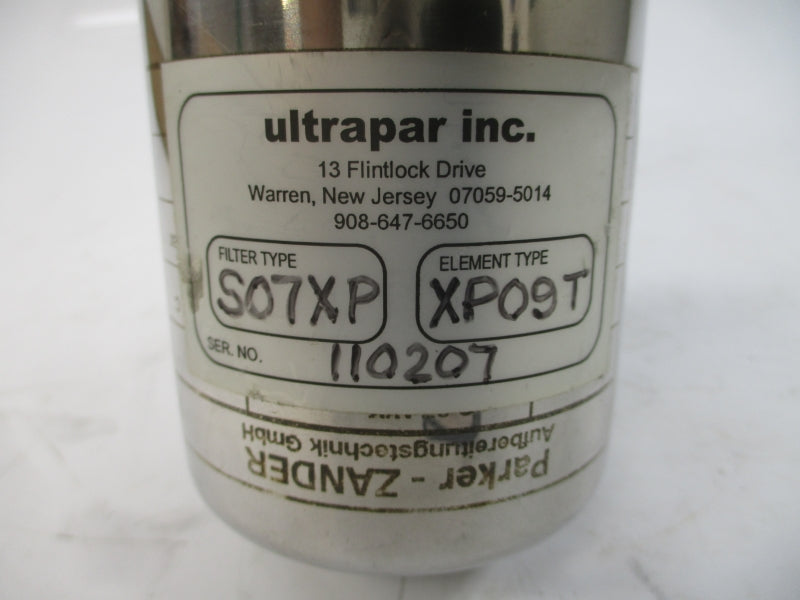 ultrapar inc.
13 Flintlock Drive
Warren, New Jersey 07059-5014
908-647-6650
FILTER TYPE
S07XP
ELEMENT TYPE
XP09T
SER. NO.
110207
Parker - ZANDER
Aufbereitungstechnik GmbH